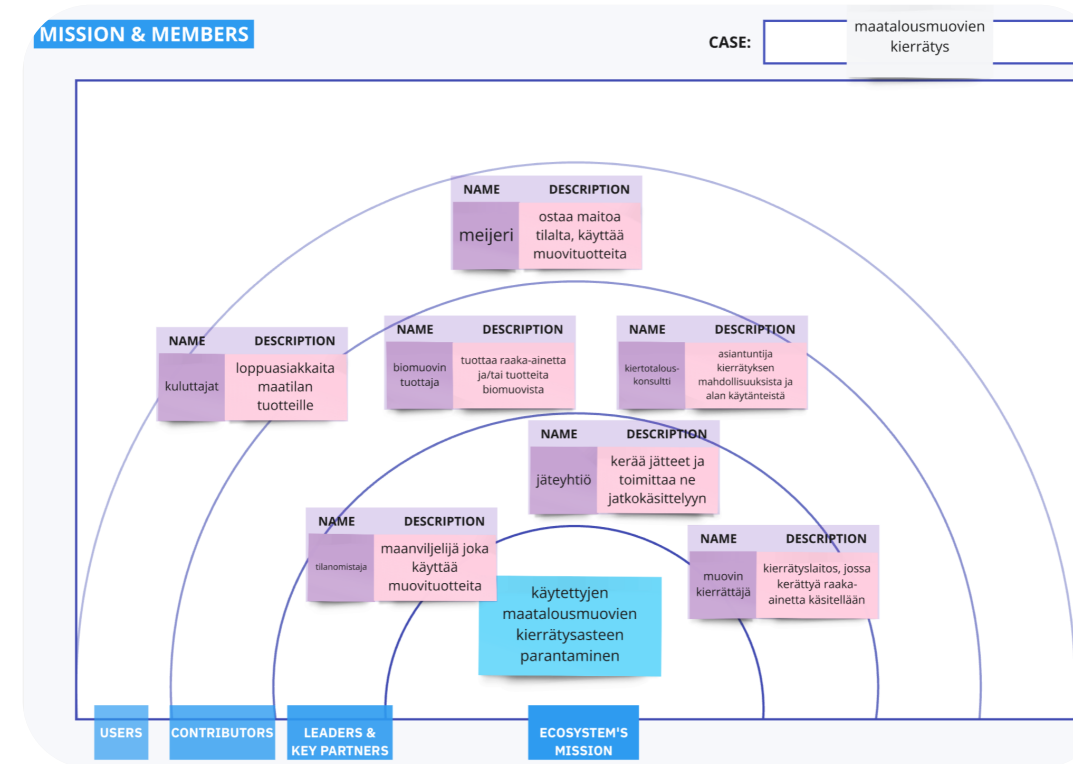 MISSION & MEMBERS
CASE:
maatalousmuovien
kierrätys
NAME DESCRIPTION
meijeri
ostaa maitoa
tilalta, käyttää
muovituotteita
NAME DESCRIPTION
kuluttajat
loppuasiakkaita
maatilan
tuotteille
NAME DESCRIPTION
biomuovin
tuottaja
tuottaa raaka-ainetta
ja/tai tuotteita
biomuovista
NAME DESCRIPTION
kiertotalous-
konsultti
asiantuntija
kierrätyksen
mahdollisuuksista ja
alan käytänteistä
NAME DESCRIPTION
jäteyhtiö
kerää jätteet ja
toimittaa ne
jatkokäsittelyyn
NAME DESCRIPTION
tilanomistaja
maanviljelijä joka
käyttää
muovituotteita
NAME DESCRIPTION
muovin
kierrättäjä
kierrätyslaitos, jossa
kerättyä raaka-
ainetta käsitellään
käytettyjen
maatalousmuovien
kierrätysasteen
parantaminen
USERS
CONTRIBUTORS
LEADERS &
KEY PARTNERS
ECOSYSTEM'S
MISSION